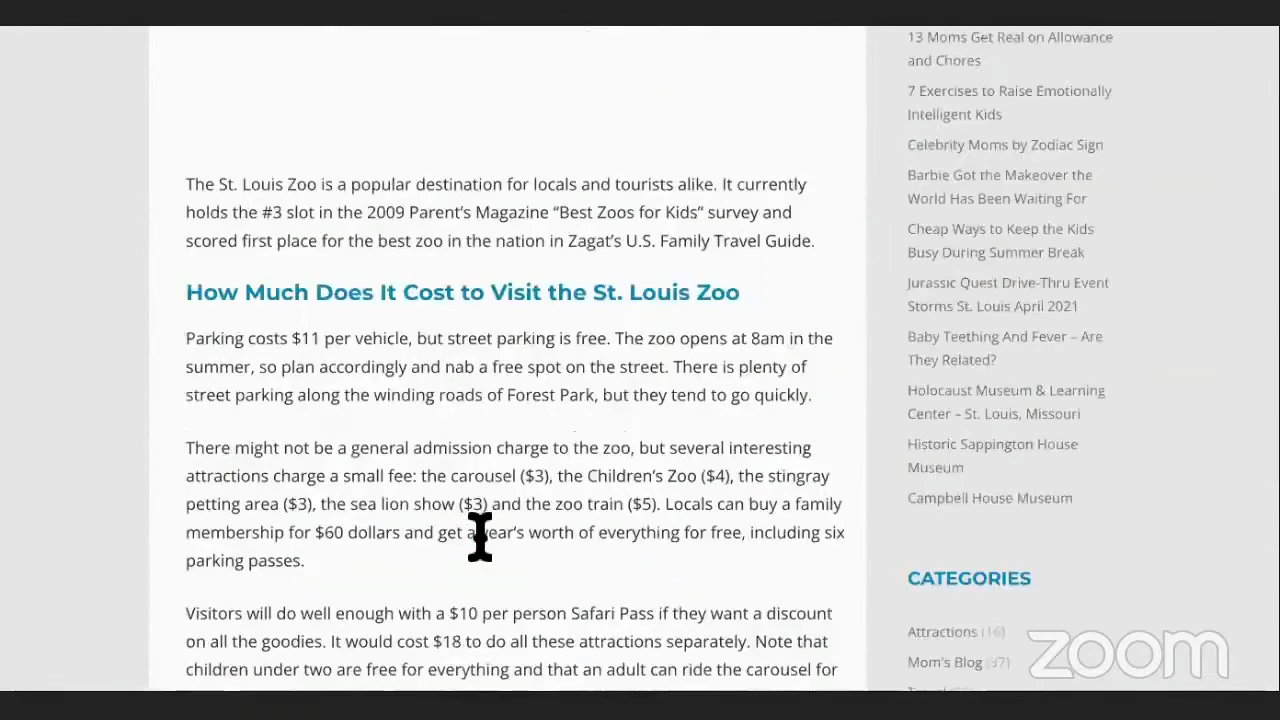 The St. Louis Zoo is a popular destination for locals and tourists alike. It currently
holds the #3 slot in the 2009 Parent's Magazine “Best Zoos for Kids” survey and
scored first place for the best zoo in the nation in Zagat's U.S. Family Travel Guide.
How Much Does It Cost to Visit the St. Louis Zoo
Parking costs $11 per vehicle, but street parking is free. The zoo opens at 8am in the
summer, so plan accordingly and nab a free spot on the street. There is plenty of
street parking along the winding roads of Forest Park, but they tend to go quickly.
There might not be a general admission charge to the zoo, but several interesting
attractions charge a small fee: the carousel ($3), the Children's Zoo ($4), the stingray
petting area ($3), the sea lion show ($3) and the zoo train ($5). Locals can buy a family
membership for $60 dollars and get a year's worth of everything for free, including six
parking passes.
Visitors will do well enough with a $10 per person Safari Pass if they want a discount
on all the goodies. It would cost $18 to do all these attractions separately. Note that
children under two are free for everything and that an adult can ride the carousel for
13 Moms Get Real on Allowance
and Chores
7 Exercises to Raise Emotionally
Intelligent Kids
Celebrity Moms by Zodiac Sign
Barbie Got the Makeover the
World Has Been Waiting For
Cheap Ways to Keep the Kids
Busy During Summer Break
Jurassic Quest Drive-Thru Event
Storms St. Louis April 2021
Baby Teething And Fever – Are
They Related?
Holocaust Museum & Learning
Center – St. Louis, Missouri
Historic Sappington House
Museum
Campbell House Museum
CATEGORIES
Attractions (16)
Mom's Blog (37)
zoom